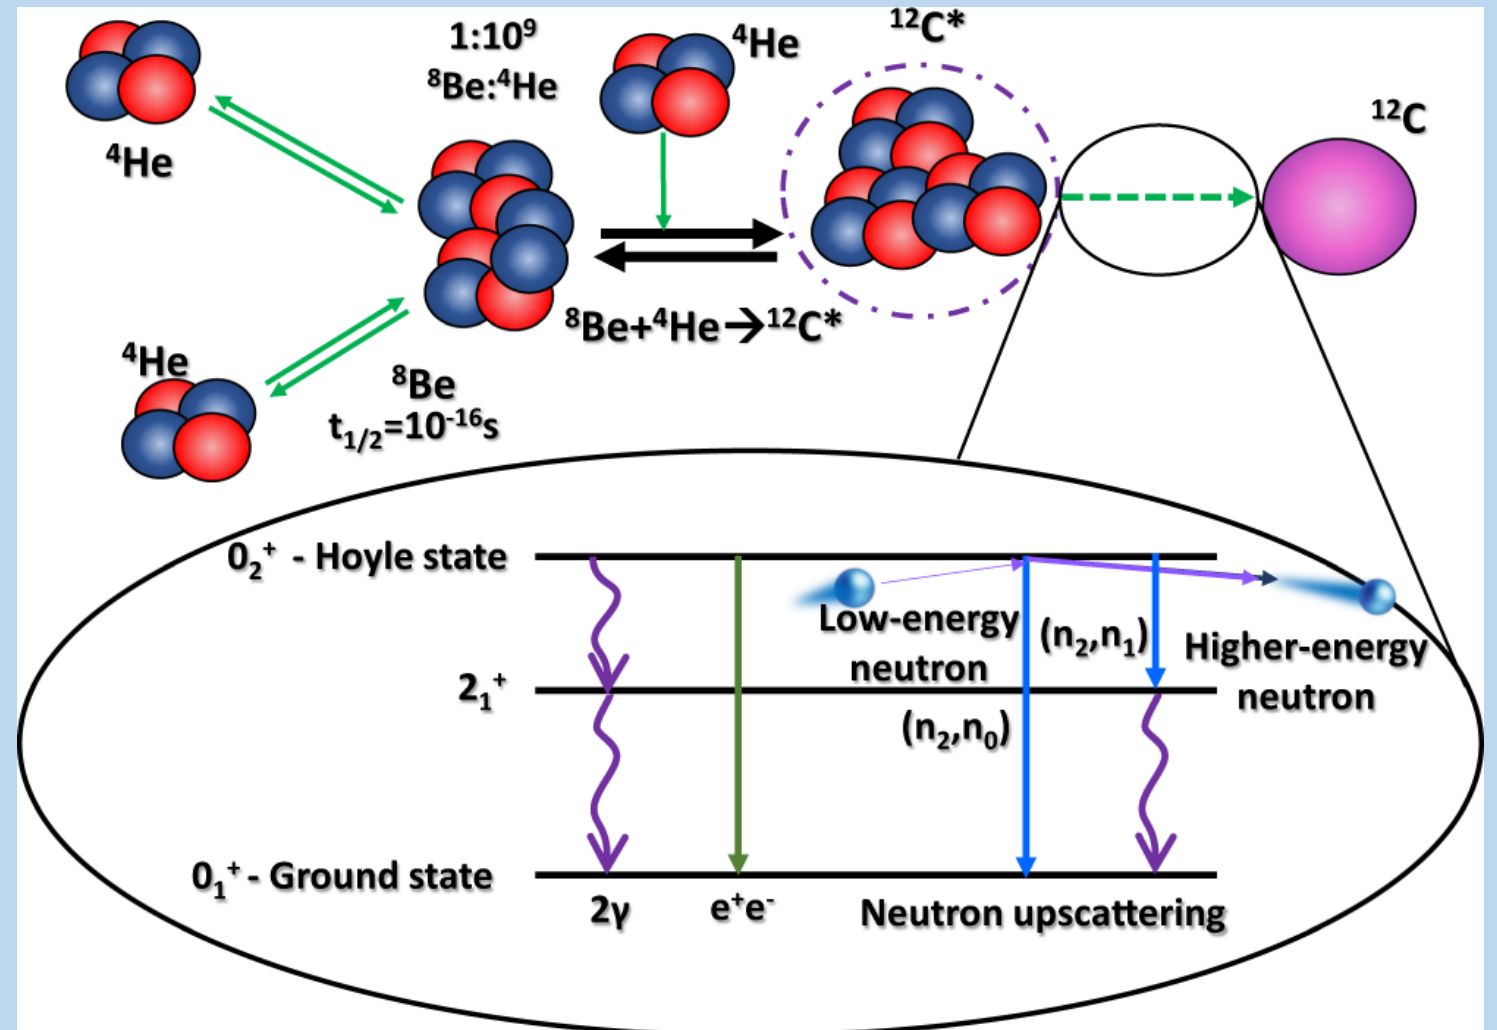 ⁴He
1:10⁹
⁸Be:⁴He
⁴He
¹²C*
¹²C
⁴He
⁸Be
t₁/₂=10⁻¹⁶s
⁸Be+⁴He→¹²C*
0₂⁺ - Hoyle state
Low-energy
neutron
(n₂,n₁)
Higher-energy
neutron
2₁⁺
(n₂,n₀)
0₁⁺ - Ground state
2γ
e⁺e⁻
Neutron upscattering